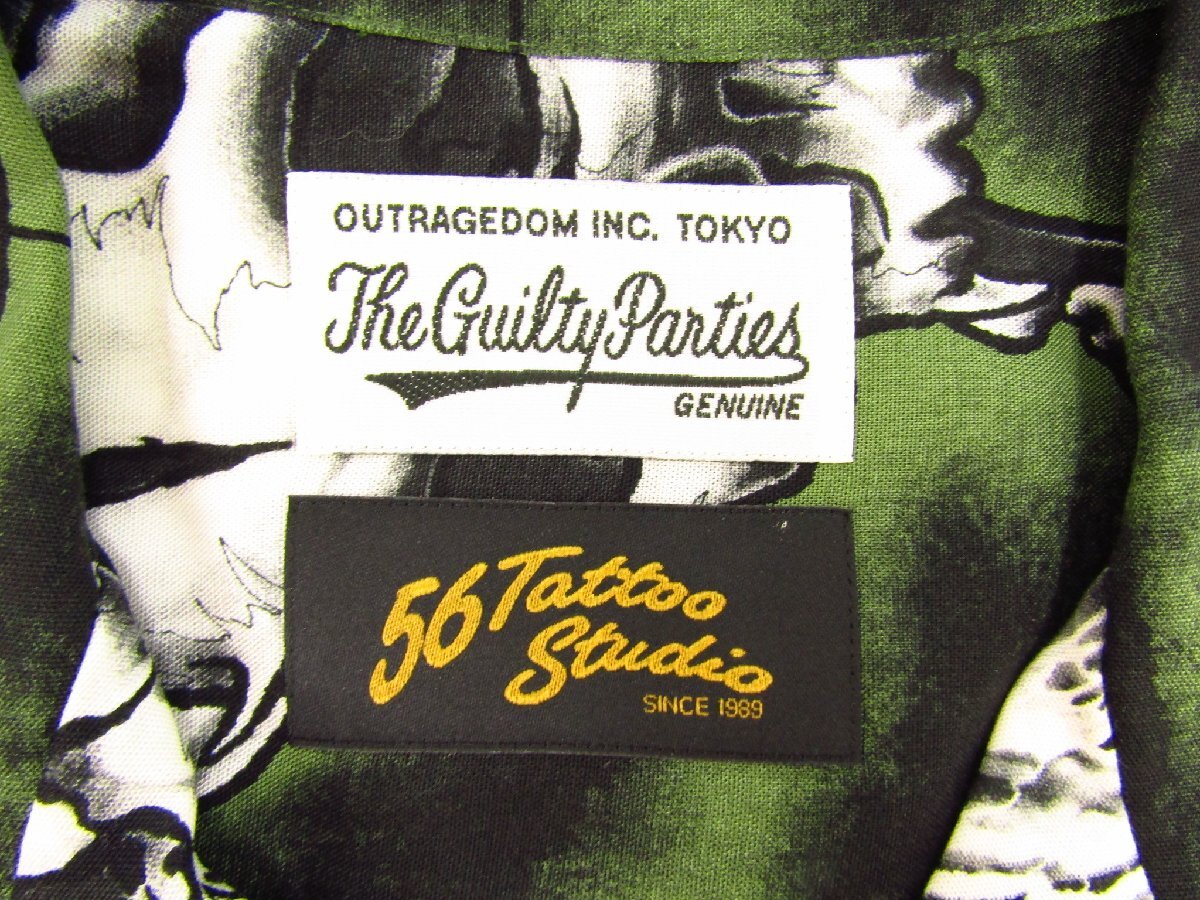 OUTRAGEDOM INC. TOKYO
The Guilty Parties
GENUINE
56 Tattoo
Studio
SINCE 1989